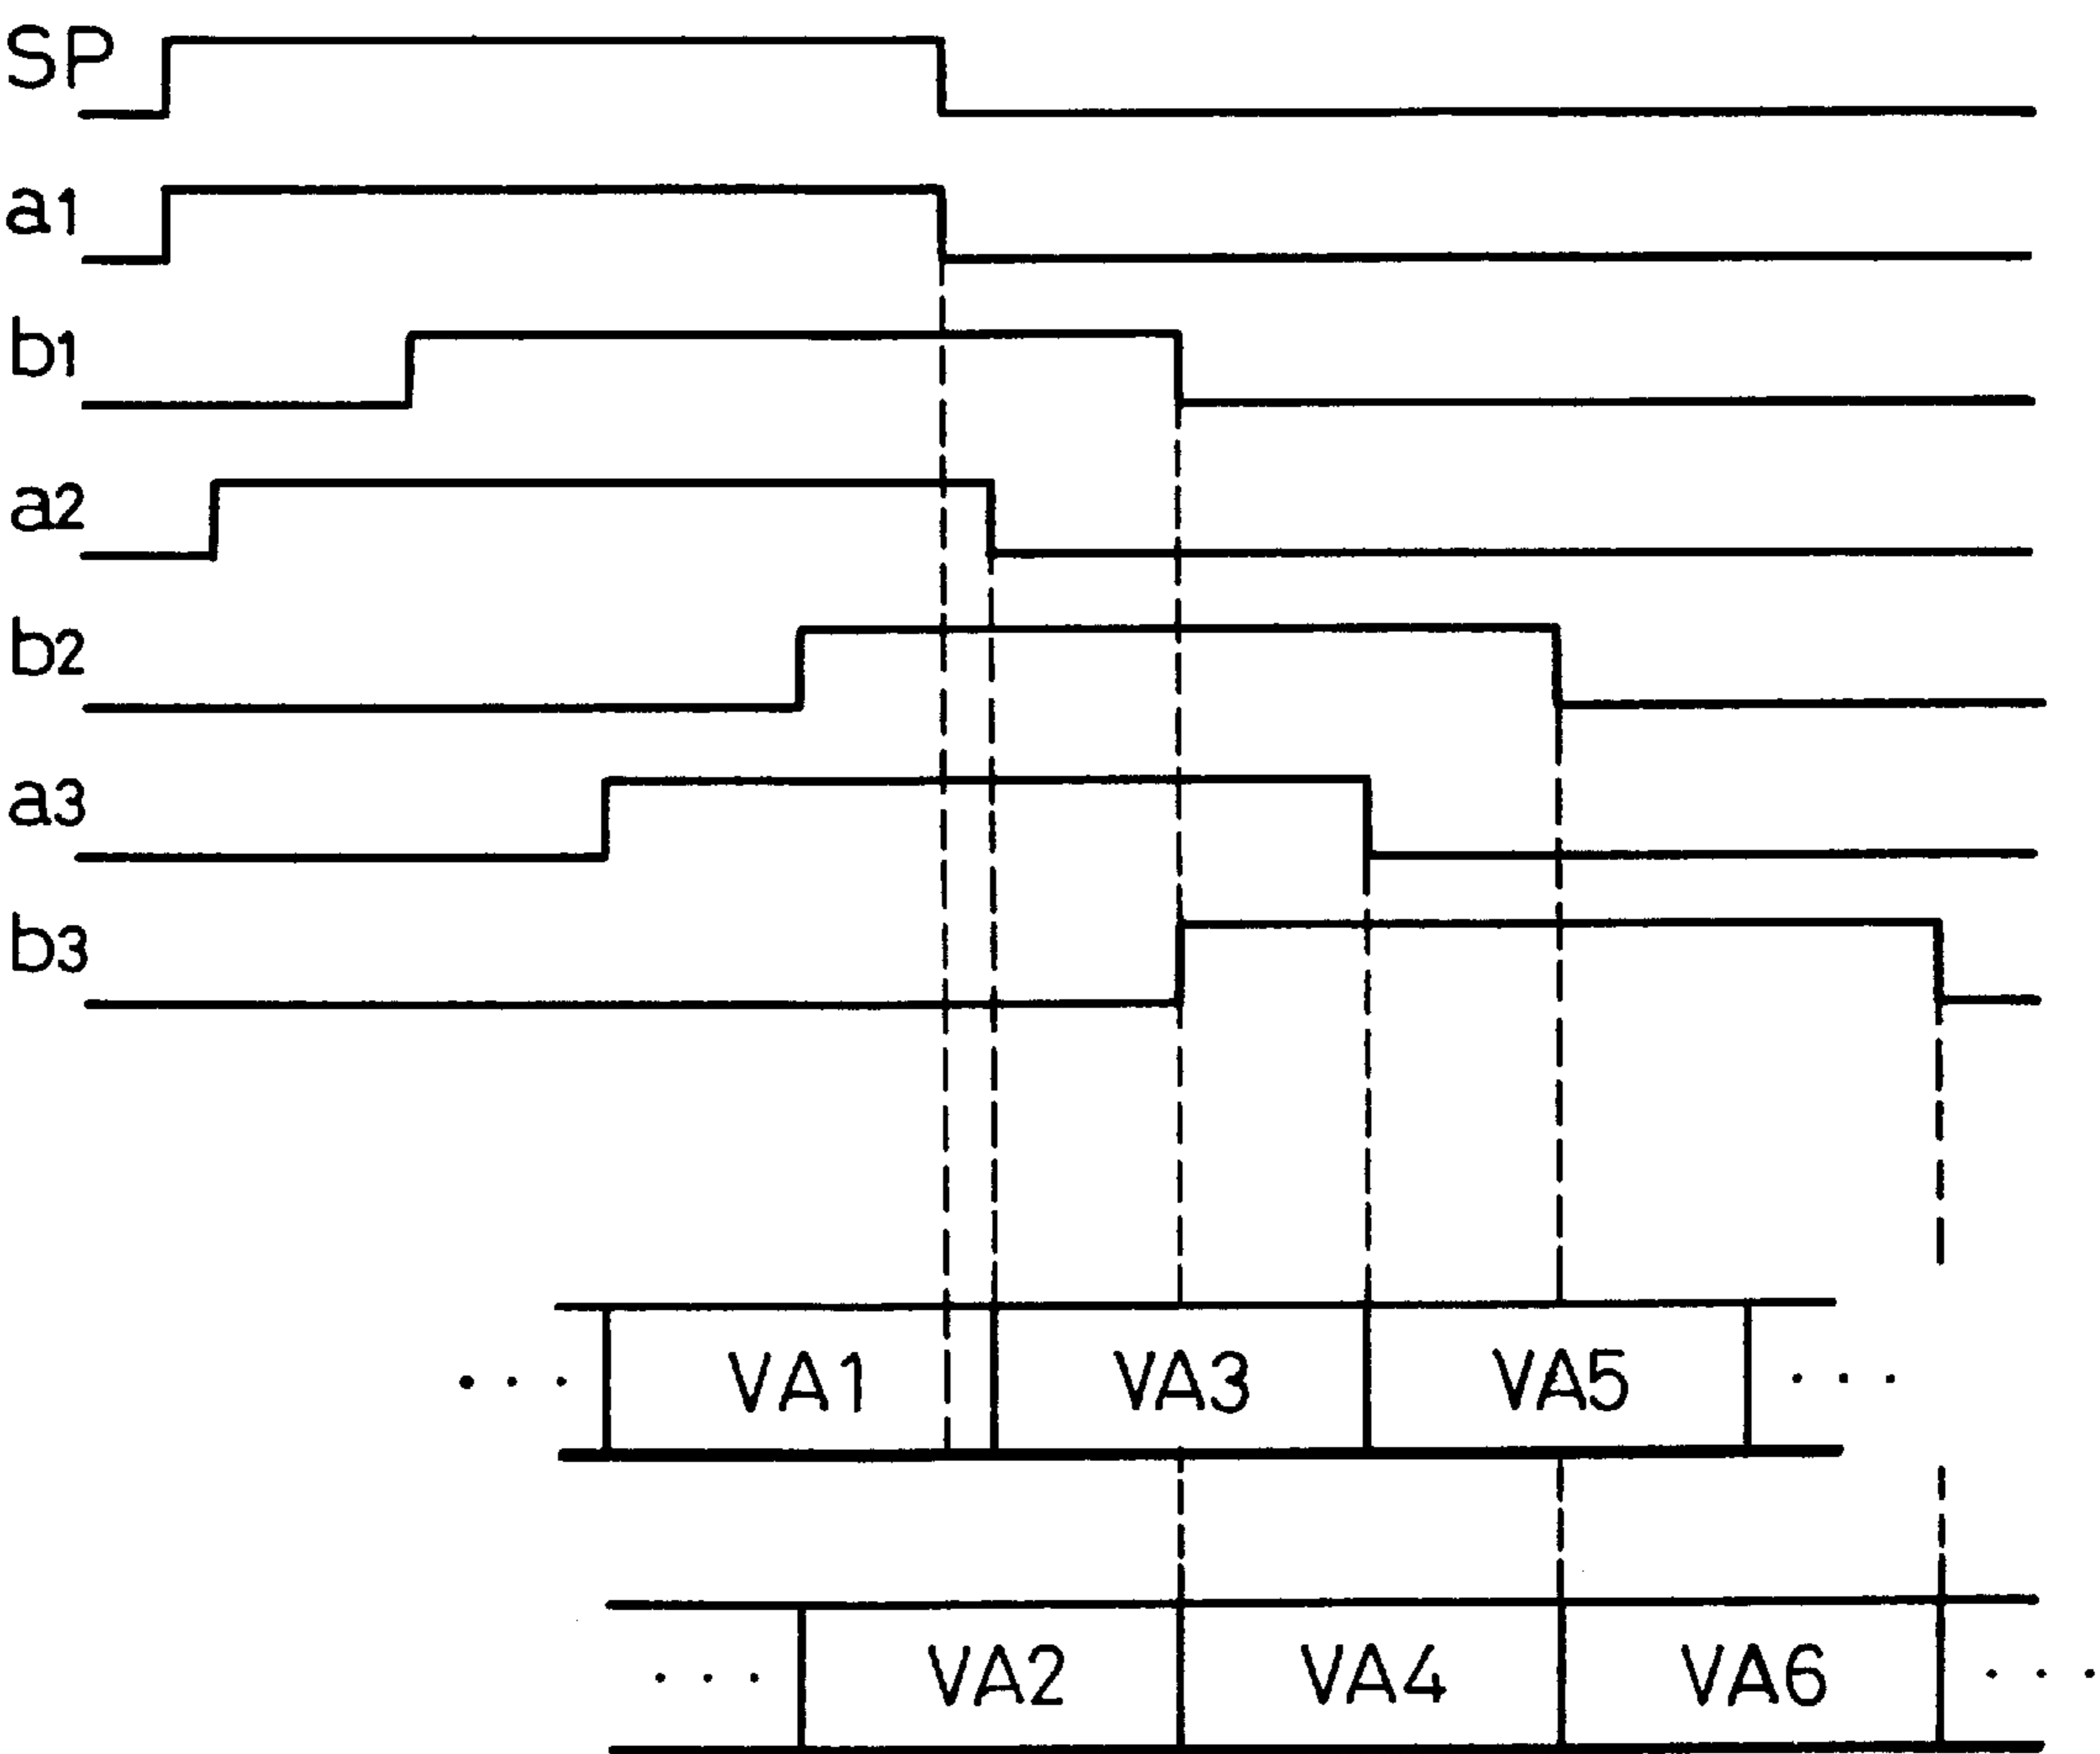 SP
a1
b1
a2
b2
a3
b3
... VA1 VA3 VA5 ...
... VA2 VA4 VA6 ...